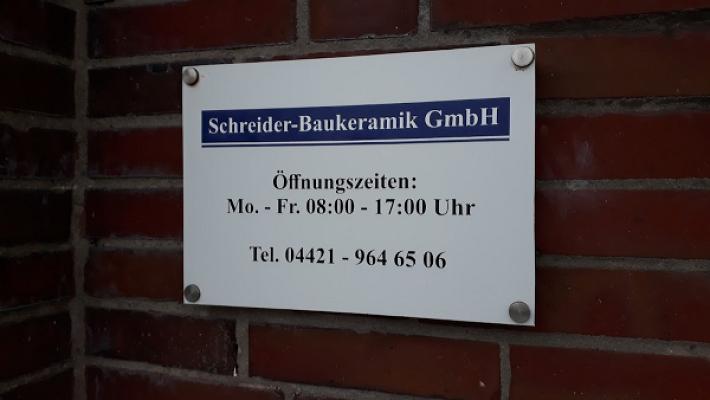 Schreider-Baukeramik GmbH
Öffnungszeiten:
Mo. - Fr. 08:00 - 17:00 Uhr
Tel. 04421 - 964 65 06